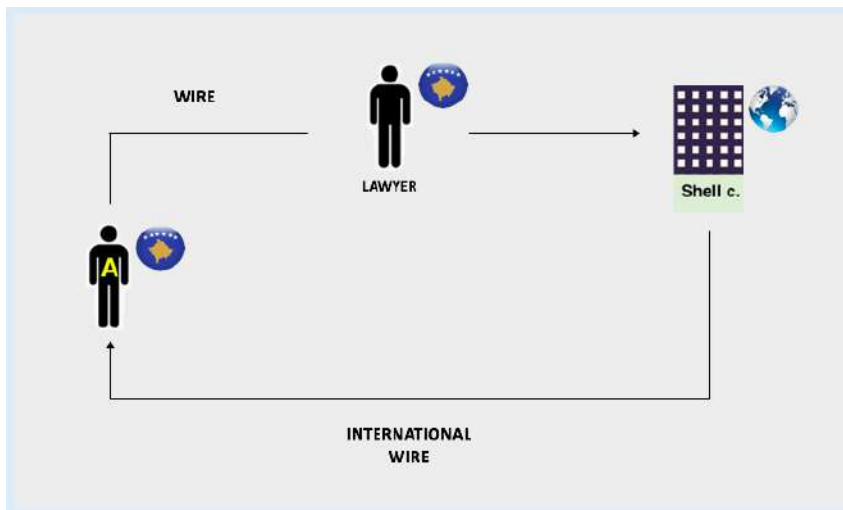 WIRE
LAWYER
Shell c.
A
INTERNATIONAL
WIRE